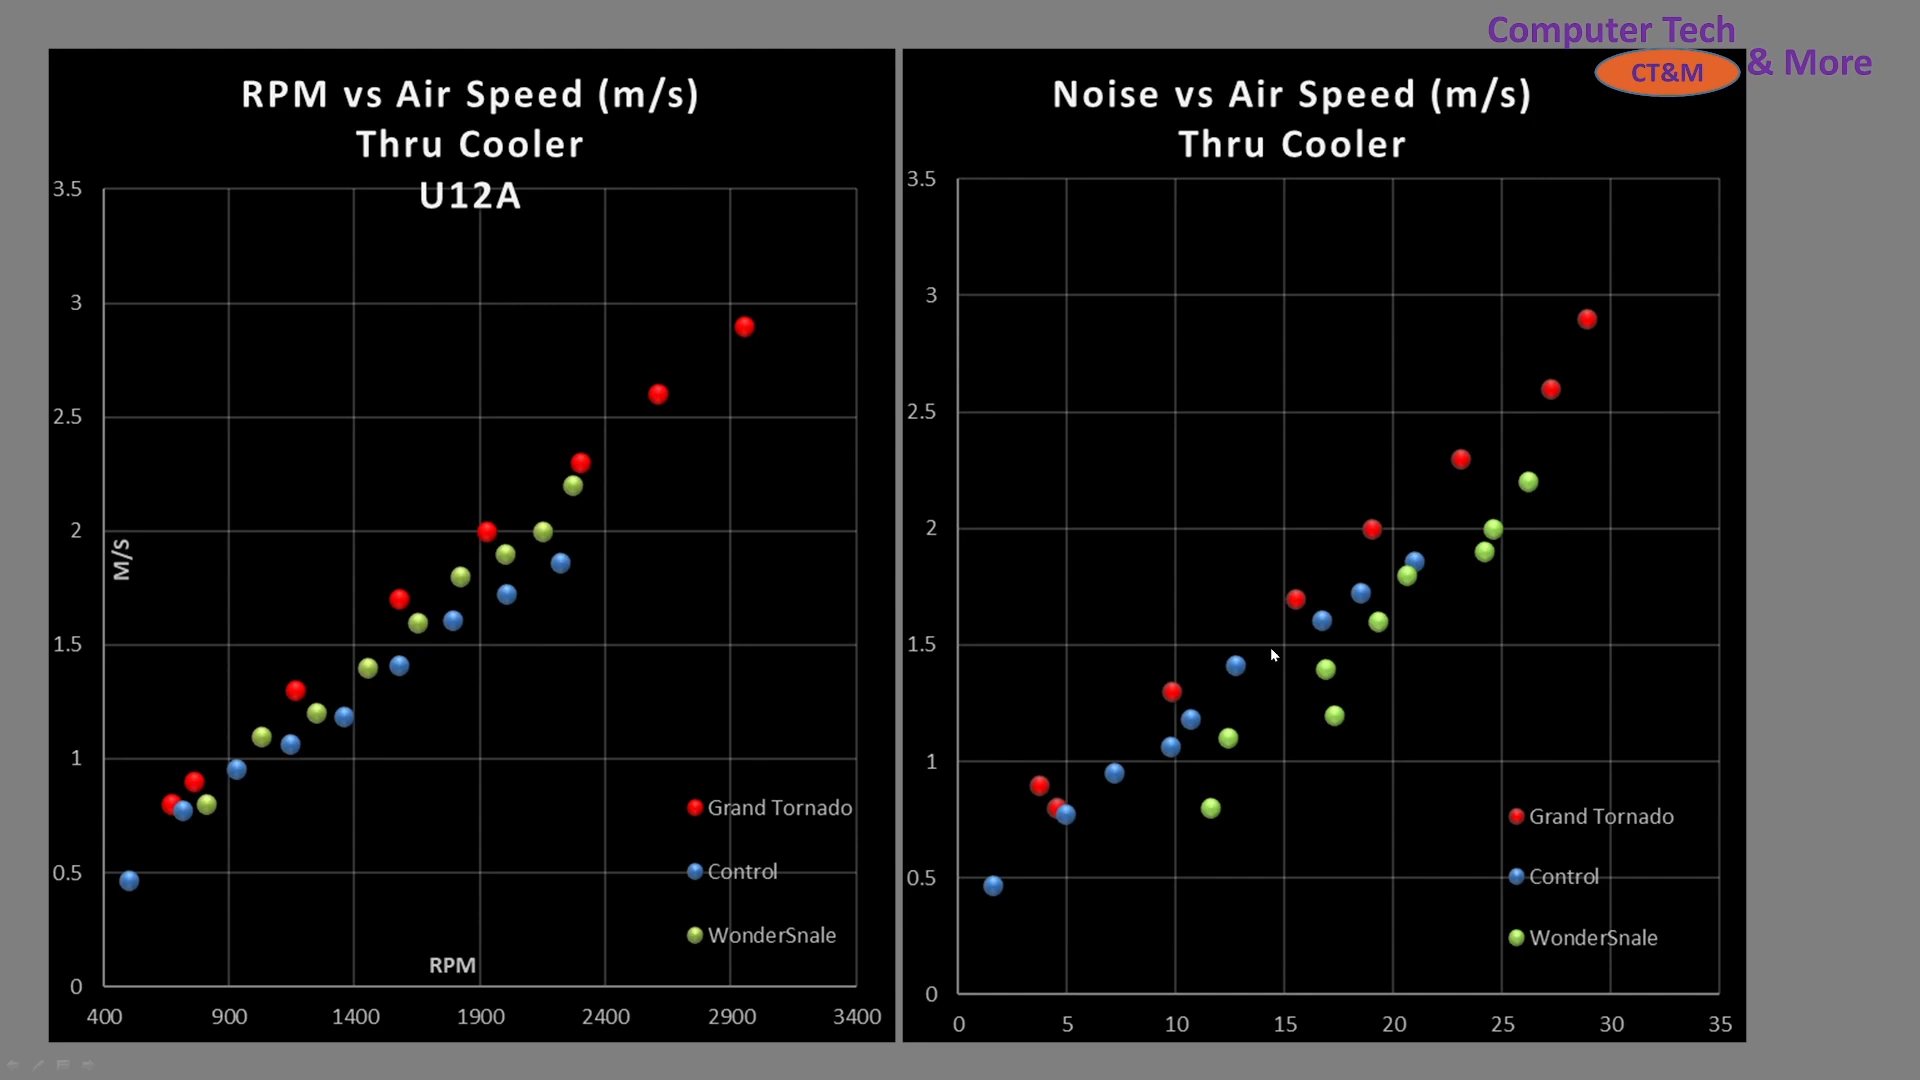 Computer Tech
CT&M
& More
RPM vs Air Speed (m/s)
Thru Cooler
U12A
3.5
3
2.5
2
1.5
1
0.5
0
M/s
Grand Tornado
Control
WonderSnale
RPM
400 900 1400 1900 2400 2900 3400
Noise vs Air Speed (m/s)
Thru Cooler
3.5
3
2.5
2
1.5
1
0.5
0
Grand Tornado
Control
WonderSnale
0 5 10 15 20 25 30 35